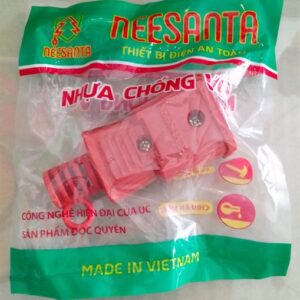 NEESANTA
NEESANTA
THIẾT BỊ ĐIỆN AN TOÀN
NHỰA CHỐNG
CÔNG NGHỆ HIỆN ĐẠI CỦA ÚC
SẢN PHẨM ĐỘC QUYỀN
MADE IN VIETNAM